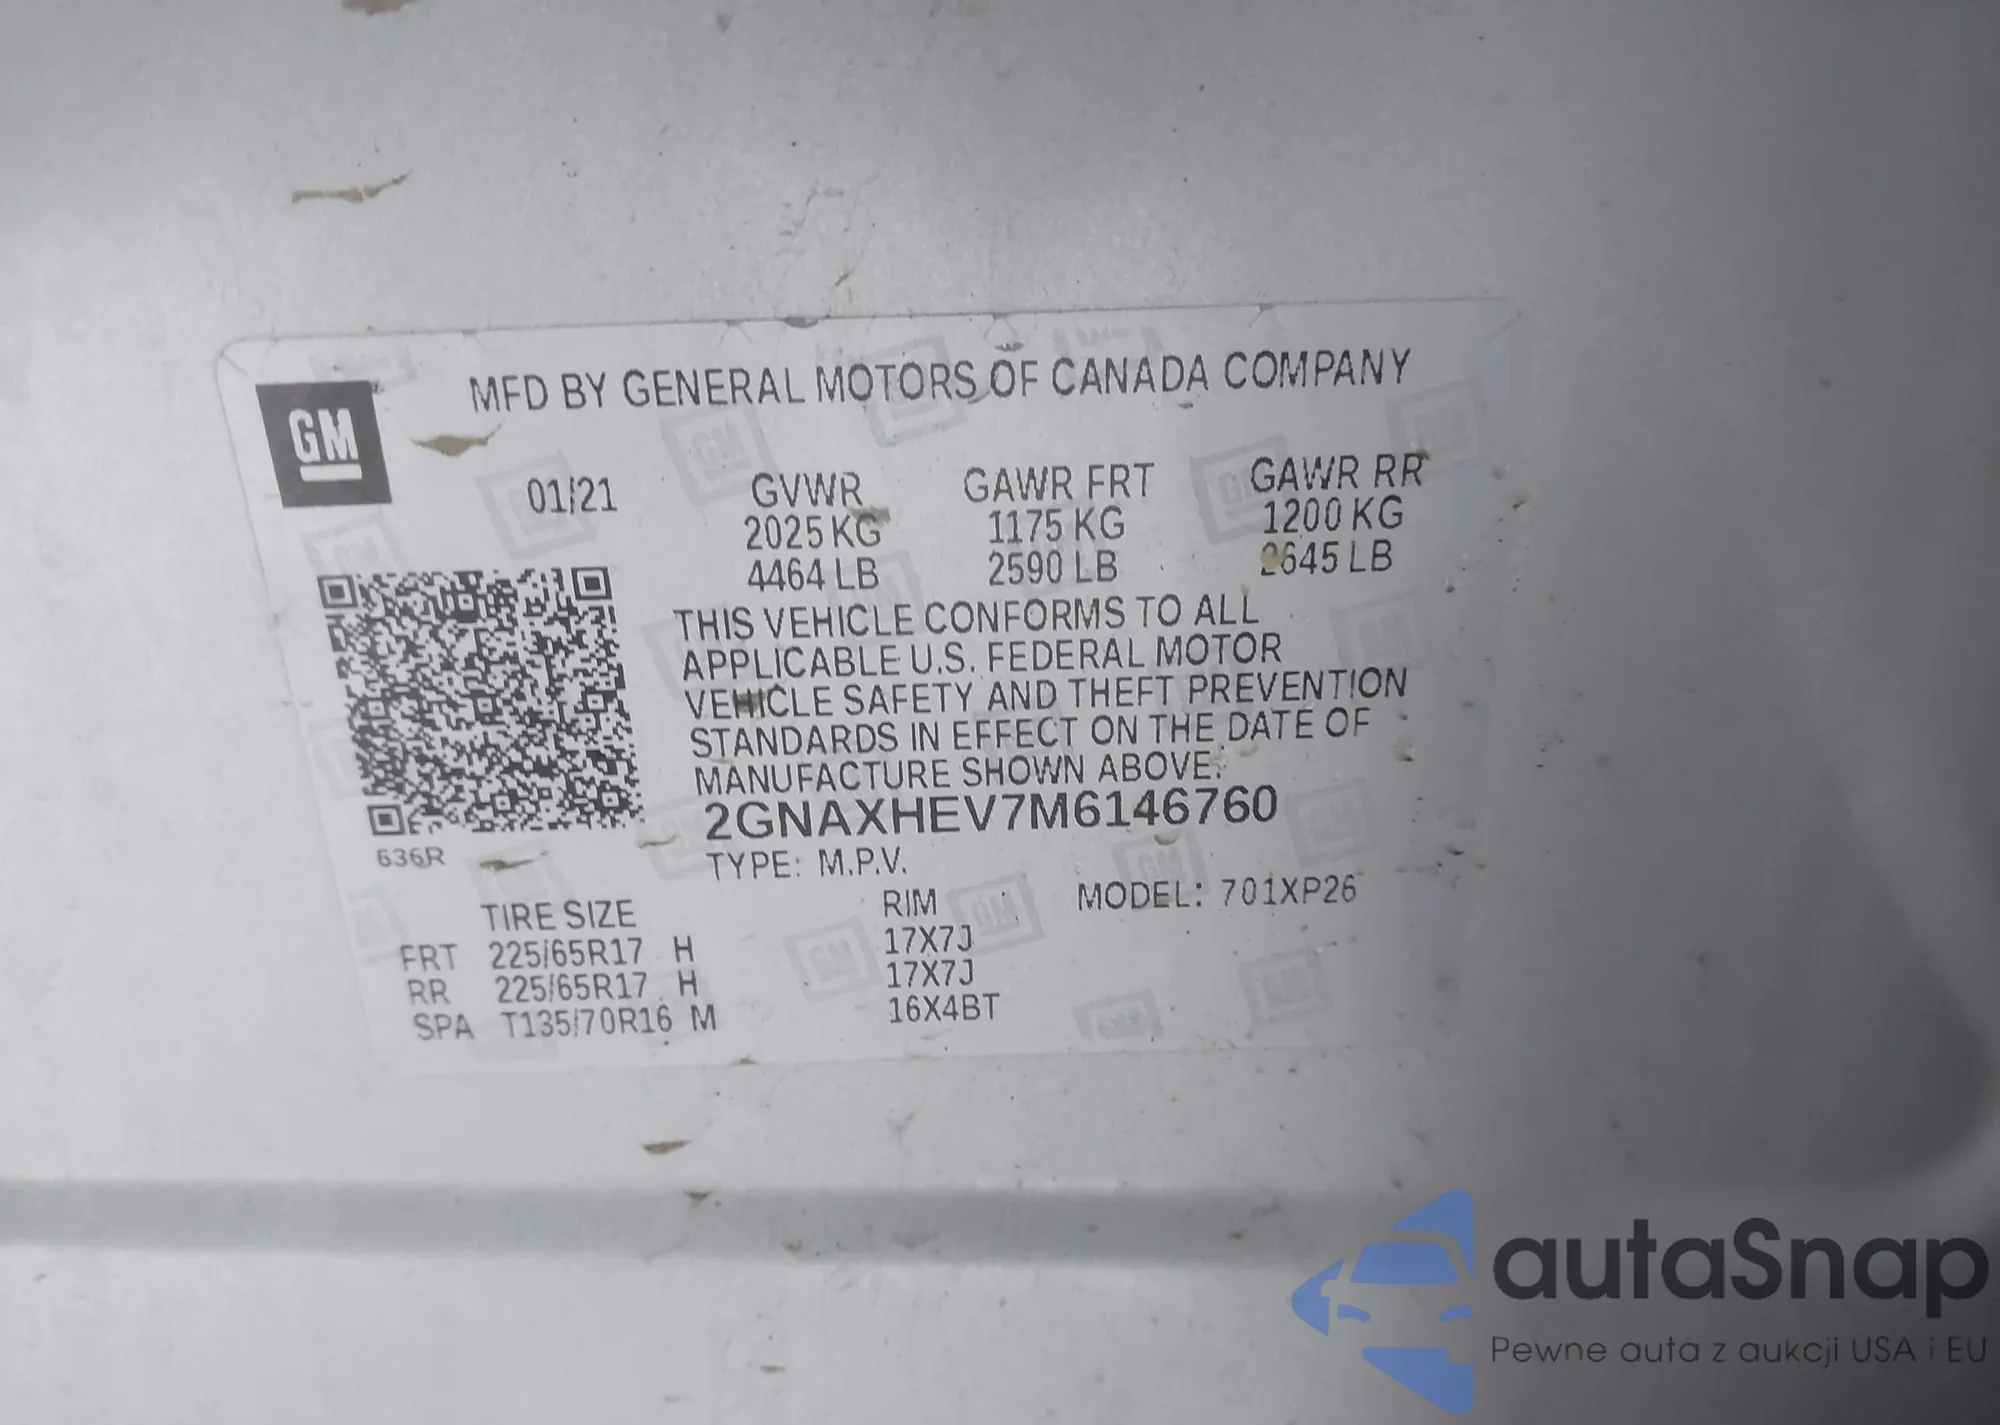 GM
MFD BY GENERAL MOTORS OF CANADA COMPANY
01/21 GVWR GAWR FRT GAWR RR
2025 KG 1175 KG 1200 KG
4464 LB 2590 LB 2645 LB
THIS VEHICLE CONFORMS TO ALL
APPLICABLE U.S. FEDERAL MOTOR
VEHICLE SAFETY AND THEFT PREVENTION
STANDARDS IN EFFECT ON THE DATE OF
MANUFACTURE SHOWN ABOVE.
2GNAXHEV7M6146760
636R
TYPE: M.P.V.
TIRE SIZE RIM MODEL: 701XP26
FRT 225/65R17 H 17X7J
RR 225/65R17 H 17X7J
SPA T135/70R16 M 16X4BT
autaSnap
Pewne auta z aukcji USA i EU